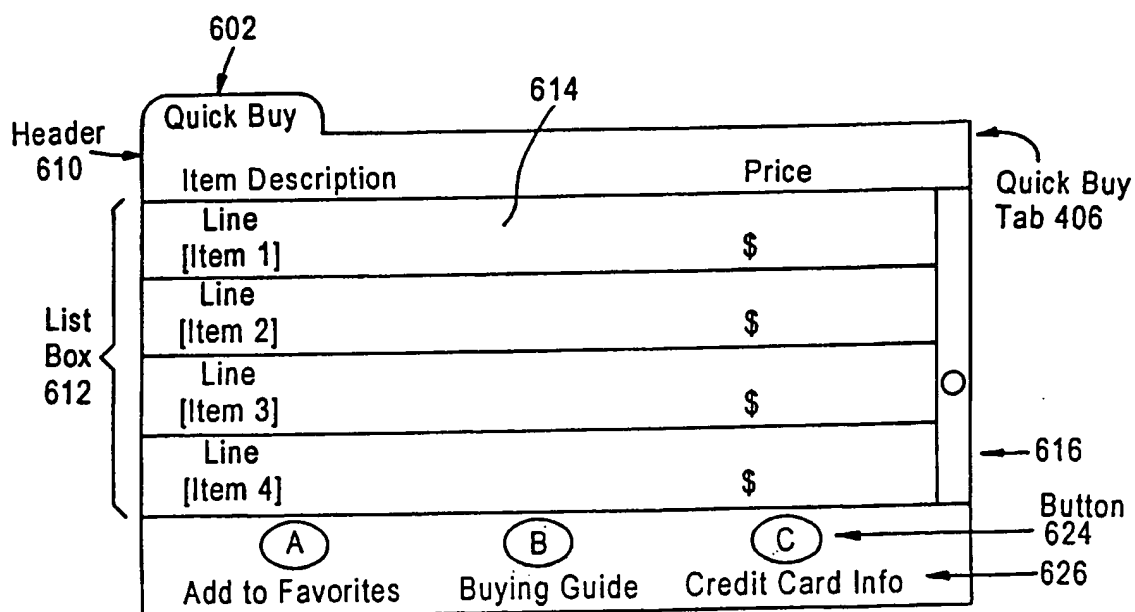 602
Quick Buy
614
Header
610
Item Description Price
Quick Buy
Tab 406
Line
[Item 1] $
Line
[Item 2] $
List
Box
612
Line
[Item 3] $
Line
[Item 4] $
616
A B C
Button
624
Add to Favorites Buying Guide Credit Card Info
626